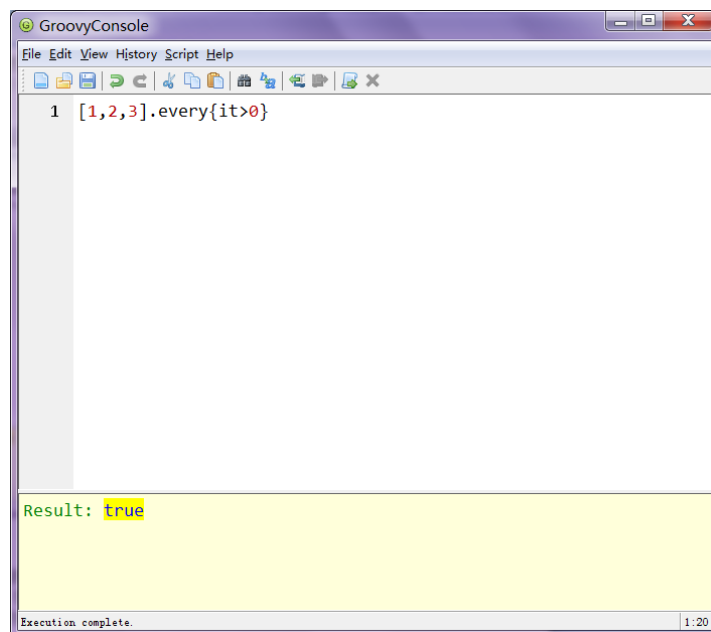 GroovyConsole
File Edit View History Script Help
1 [1,2,3].every{it>0}
Result: true
Execution complete. 1:20